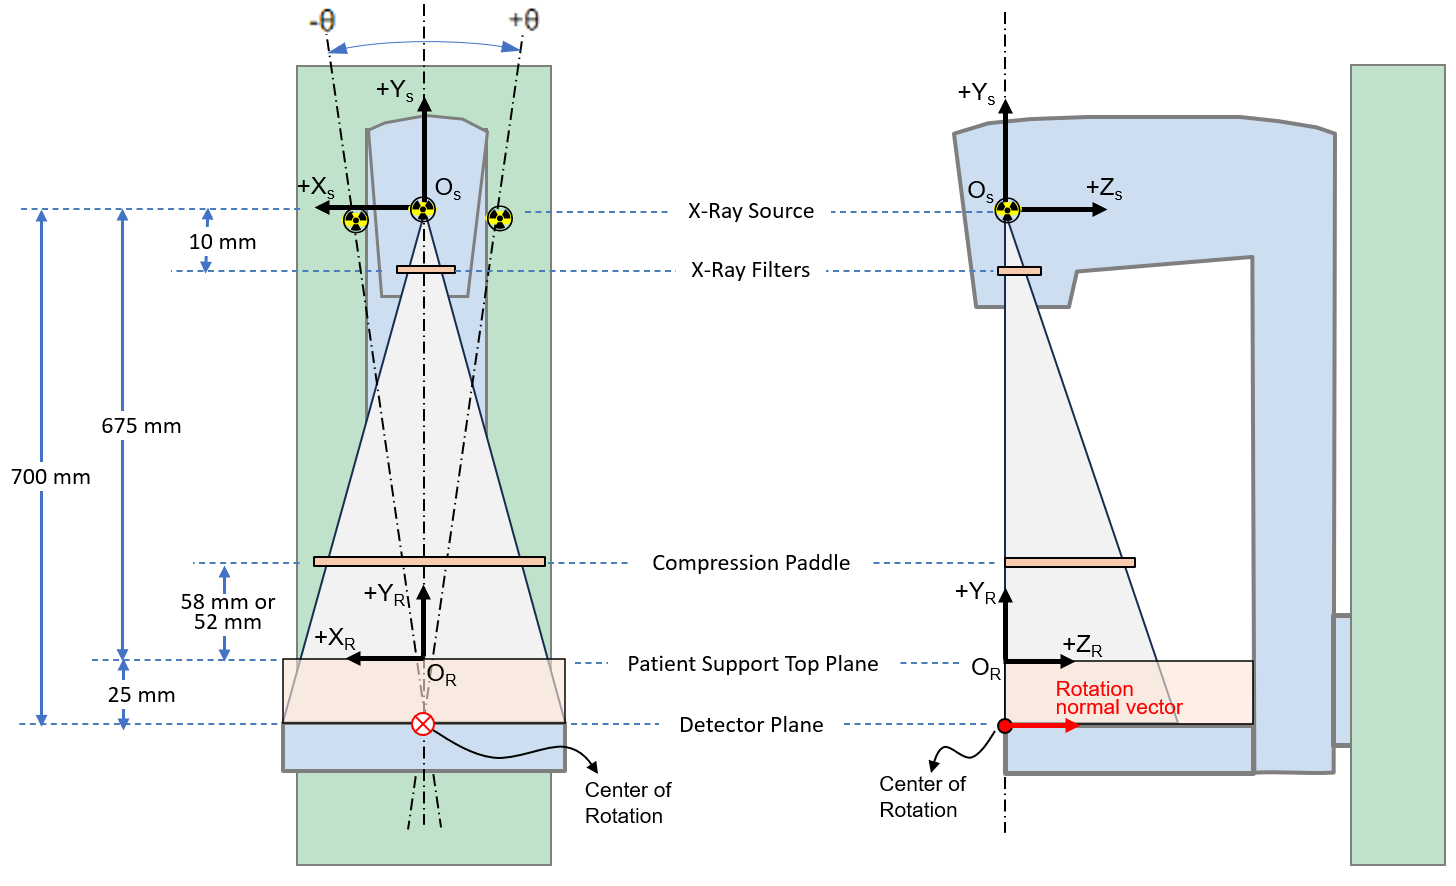 -θ
+θ
+Ys
+Ys
+Xs
Os
Os
+Zs
X-Ray Source
10 mm
X-Ray Filters
675 mm
700 mm
Compression Paddle
58 mm or
52 mm
+YR
+YR
+XR
OR
+ZR
OR
Patient Support Top Plane
25 mm
Rotation
normal vector
Detector Plane
Center of
Rotation
Center of
Rotation